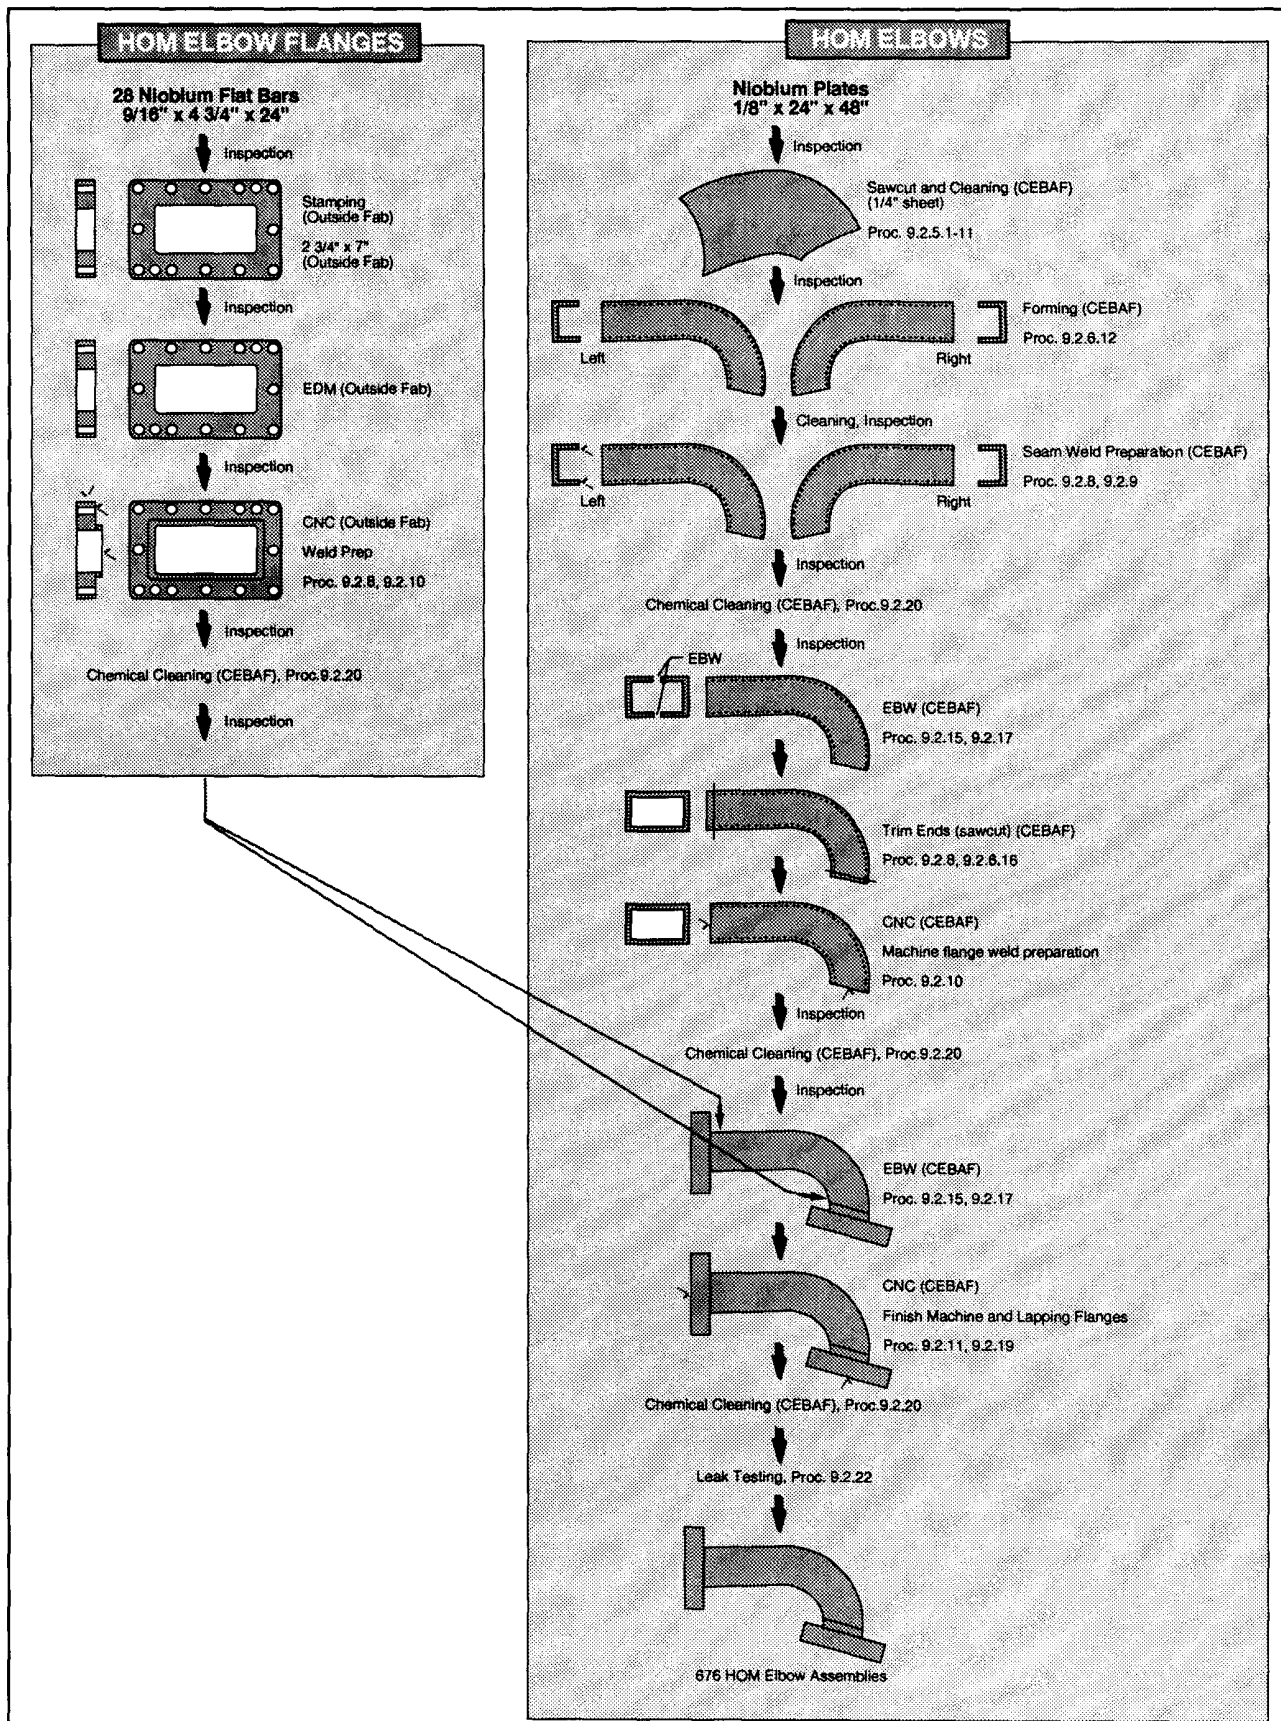 HOM ELBOW FLANGES
28 Niobium Flat Bars
9/16" x 4 3/4" x 24"
Inspection
Stamping
(Outside Fab)
2 3/4" x 7"
(Outside Fab)
Inspection
EDM (Outside Fab)
Inspection
CNC (Outside Fab)
Weld Prep
Proc. 9.2.8, 9.2.10
Inspection
Chemical Cleaning (CEBAF), Proc.9.2.20
Inspection
HOM ELBOWS
Niobium Plates
1/8" x 24" x 48"
Inspection
Sawcut and Cleaning (CEBAF)
(1/4" sheet)
Proc. 9.2.5.1-11
Inspection
Left
Right
Forming (CEBAF)
Proc. 9.2.6.12
Cleaning, Inspection
Left
Right
Seam Weld Preparation (CEBAF)
Proc. 9.2.8, 9.2.9
Inspection
Chemical Cleaning (CEBAF), Proc.9.2.20
Inspection
EBW
EBW (CEBAF)
Proc. 9.2.15, 9.2.17
Trim Ends (sawcut) (CEBAF)
Proc. 9.2.8, 9.2.6.16
CNC (CEBAF)
Machine flange weld preparation
Proc. 9.2.10
Inspection
Chemical Cleaning (CEBAF), Proc.9.2.20
Inspection
EBW (CEBAF)
Proc. 9.2.15, 9.2.17
CNC (CEBAF)
Finish Machine and Lapping Flanges
Proc. 9.2.11, 9.2.19
Chemical Cleaning (CEBAF), Proc.9.2.20
Leak Testing, Proc. 9.2.22
676 HOM Elbow Assemblies